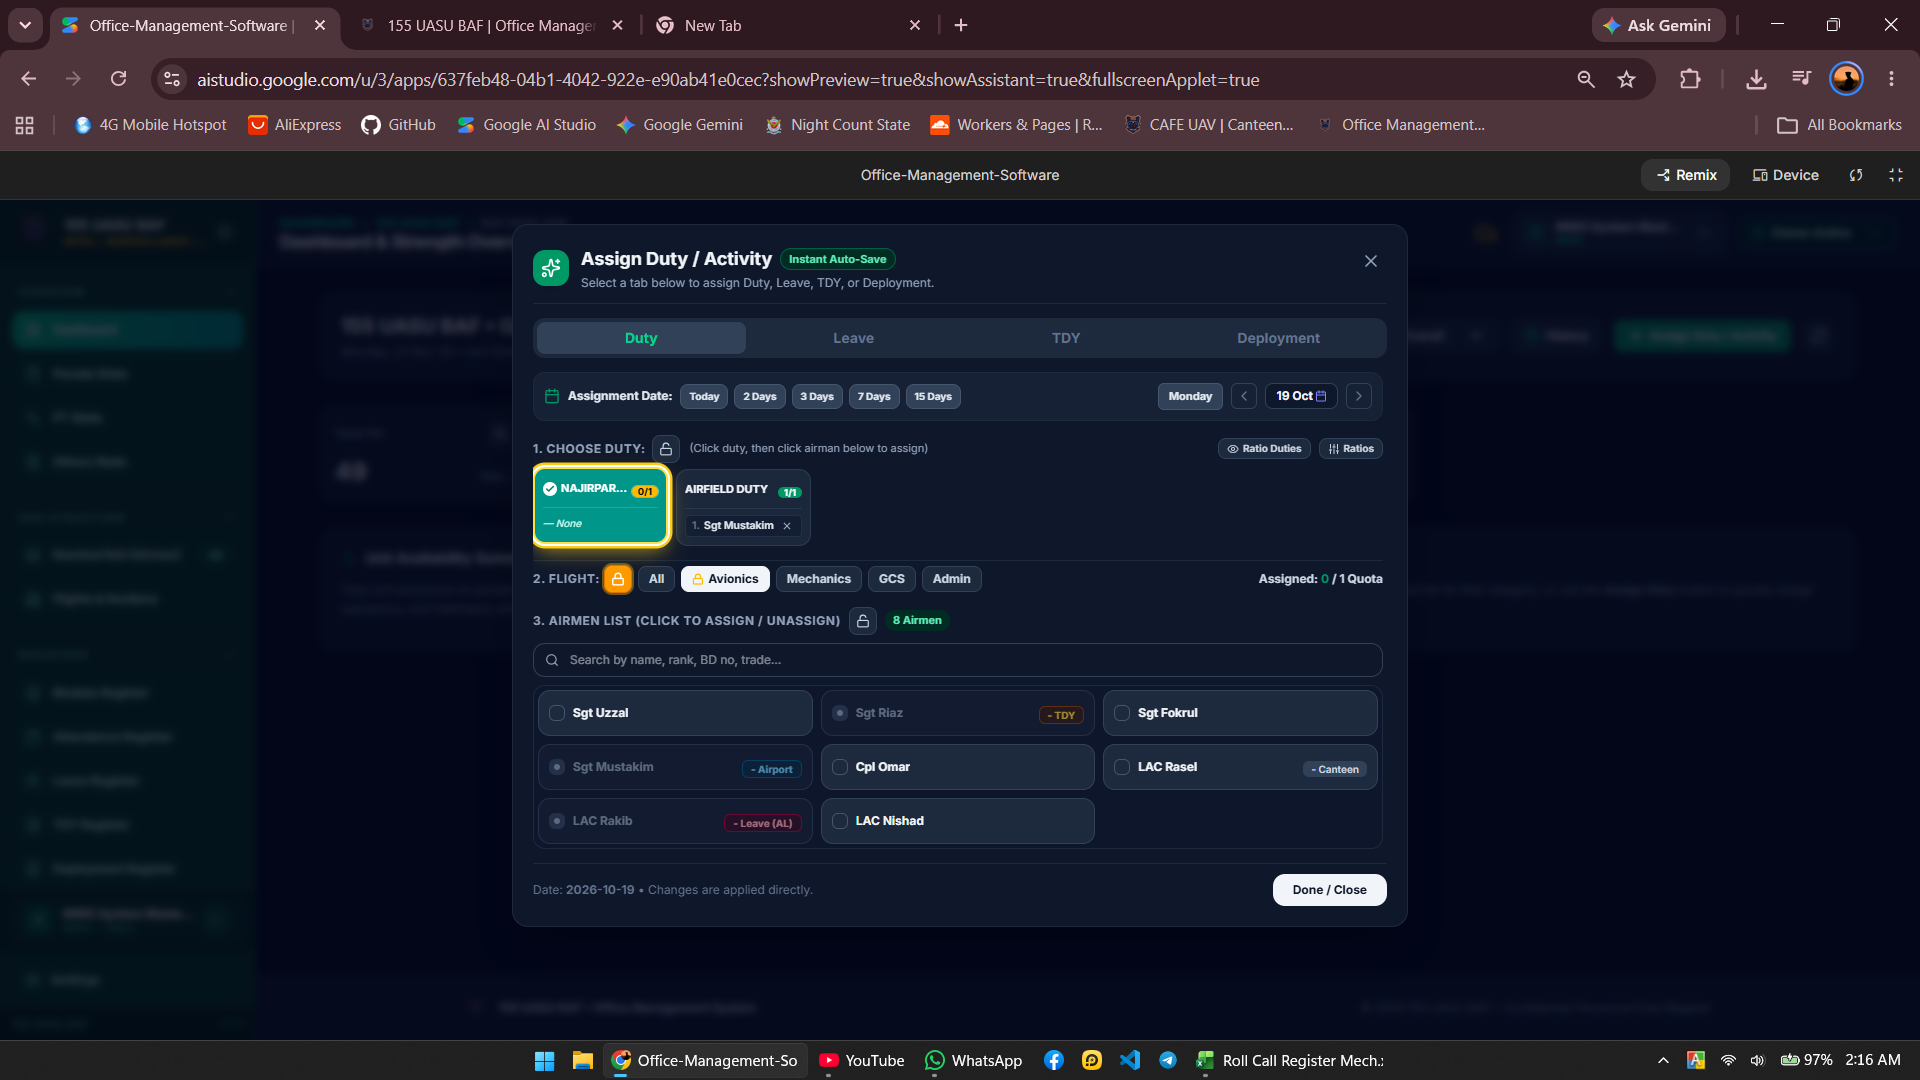 Office-Management-Software |
155 UASU BAF | Office Manager
New Tab
Ask Gemini
aistudio.google.com/u/3/apps/637feb48-04b1-4042-922e-e90ab41e0cec?showPreview=true&showAssistant=true&fullscreenApplet=true
4G Mobile Hotspot
AliExpress
GitHub
Google AI Studio
Google Gemini
Night Count State
Workers & Pages | R...
CAFE UAV | Canteen...
Office Management...
All Bookmarks
Office-Management-Software
Remix
Device
Assign Duty / Activity
Instant Auto-Save
Select a tab below to assign Duty, Leave, TDY, or Deployment.
Duty
Leave
TDY
Deployment
Assignment Date:
Today
2 Days
3 Days
7 Days
15 Days
Monday
19 Oct
1. CHOOSE DUTY:
(Click duty, then click airman below to assign)
Ratio Duties
Ratios
NAJIRPAR...
0/1
— None
AIRFIELD DUTY
1/1
1. Sgt Mustakim
2. FLIGHT:
All
Avionics
Mechanics
GCS
Admin
Assigned: 0 / 1 Quota
3. AIRMEN LIST (CLICK TO ASSIGN / UNASSIGN)
8 Airmen
Search by name, rank, BD no, trade...
Sgt Uzzal
Sgt Riaz
- TDY
Sgt Fokrul
Sgt Mustakim
- Airport
Cpl Omar
LAC Rasel
- Canteen
LAC Rakib
- Leave (AL)
LAC Nishad
Date: 2026-10-19 • Changes are applied directly.
Done / Close
Office-Management-So
YouTube
WhatsApp
Roll Call Register Mech.x
97%
2:16 AM